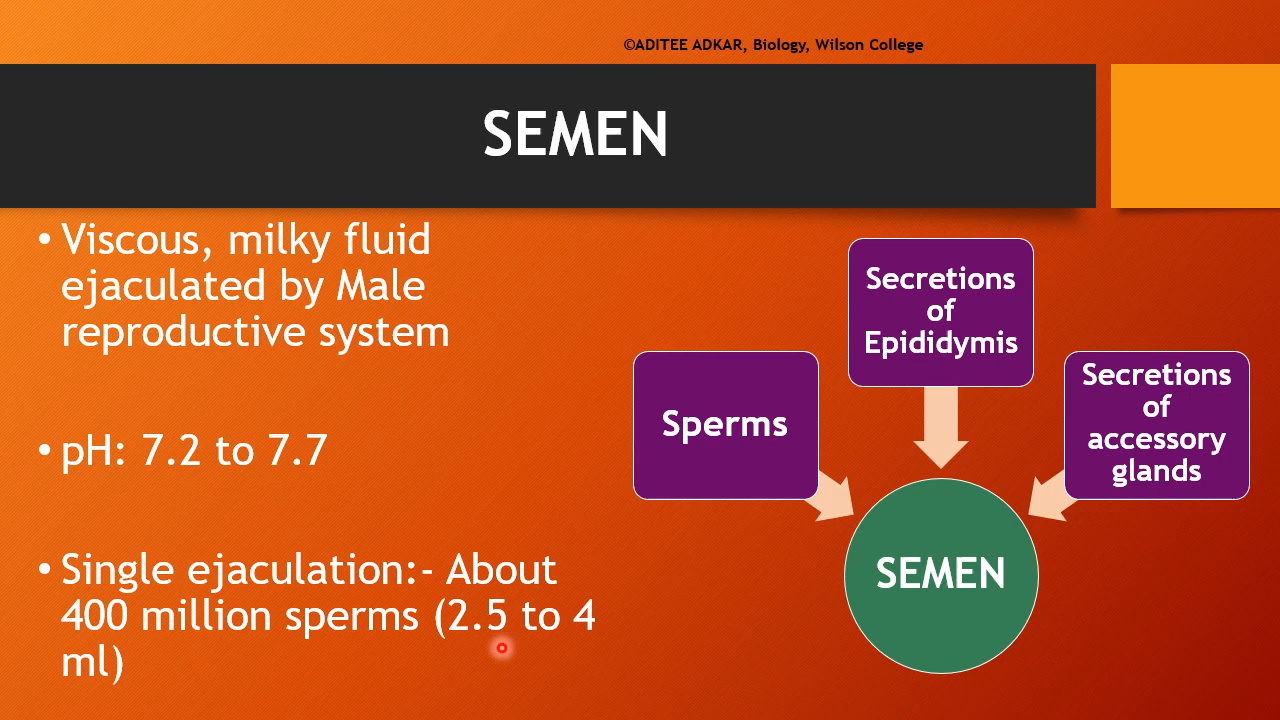 ©ADITEE ADKAR, Biology, Wilson College
SEMEN
• Viscous, milky fluid
ejaculated by Male
reproductive system
• pH: 7.2 to 7.7
• Single ejaculation:- About
400 million sperms (2.5 to 4
ml)
Sperms
Secretions
of
Epididymis
Secretions
of
accessory
glands
SEMEN